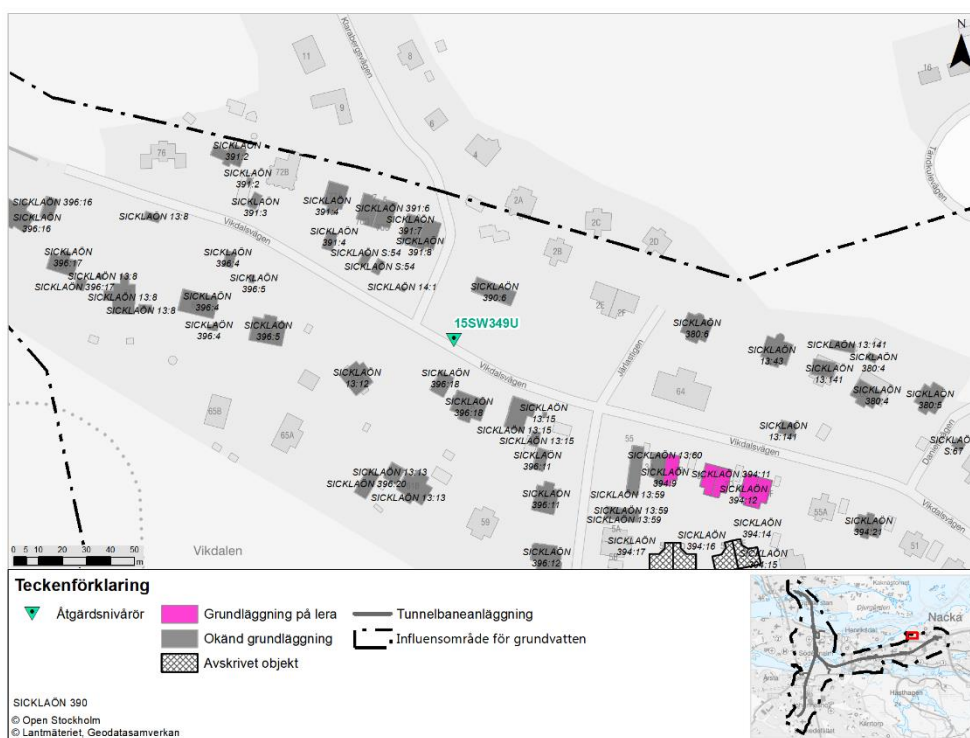 N
Klarabergsvägen
11
8
16
9
6
76
SICKLAÖN
391:2
72B
4
SICKLAÖN
391:2
SICKLAÖN
391:3
SICKLAÖN
391:4
SICKLAÖN 391:6
2A
SICKLAÖN
391:7
2C
SICKLAÖN 396:16
SICKLAÖN
396:16
SICKLAÖN 13:8
Vikdalsvägen
SICKLAÖN
391:4
SICKLAÖN
391:8
2D
2B
SICKLAÖN
396:17
SICKLAÖN
396:4
SICKLAÖN S:54
SICKLAÖN S:54
SICKLAÖN 13:8
SICKLAÖN 396:17
SICKLAÖN
396:5
SICKLAÖN 14:1
SICKLAÖN
390:6
SICKLAÖN 13:8
SICKLAÖN 13:8
SICKLAÖN
396:4
2E
2F
SICKLAÖN
396:4
SICKLAÖN
396:5
15SW349U
SICKLAÖN
380:6
SICKLAÖN
13:43
SICKLAÖN 13:141
SICKLAÖN
380:4
SICKLAÖN
13:141
Järlastigen
Vikdalsvägen
SICKLAÖN
13:12
SICKLAÖN
396:18
SICKLAÖN
396:18
64
SICKLAÖN
380:4
SICKLAÖN
380:5
65B
65A
SICKLAÖN
13:15
SICKLAÖN
13:15
SICKLAÖN 13:15
SICKLAÖN
396:11
SICKLAÖN
13:141
Vikdalsvägen
SICKLAÖN
S:67
55
SICKLAÖN 13:60
SICKLAÖN
394:9
SICKLAÖN 394:11
SICKLAÖN
394:12
SICKLAÖN 13:13
SICKLAÖN
396:20
SICKLAÖN
13:13
SICKLAÖN
396:11
SICKLAÖN
13:59
SICKLAÖN 13:59
SICKLAÖN 13:59
59
5A
55A
SICKLAÖN
394:14
SICKLAÖN
394:21
SICKLAÖN
394:17
SICKLAÖN
394:16
51
SICKLAÖN
394:15
SICKLAÖN
396:12
Vikdalen
0 10 20 30 40 50
m
Teckenförklaring
Åtgärdsnivårör
Grundläggning på lera
Okänd grundläggning
Avskrivet objekt
Tunnelbaneanläggning
Influensområde för grundvatten
SICKLAÖN 390
© Open Stockholm
© Lantmäteriet, Geodatasamverkan
Nacka